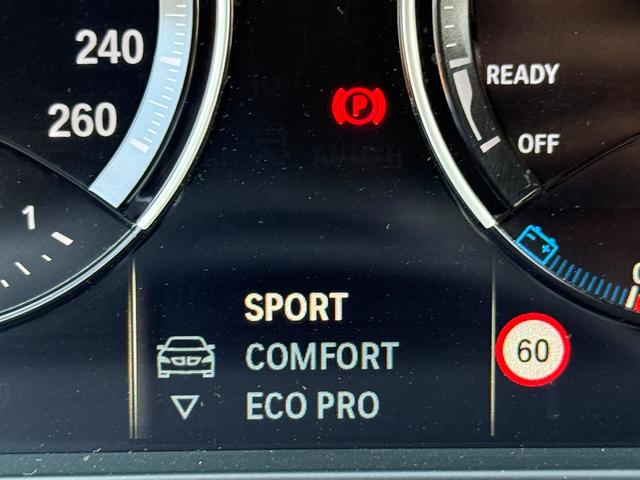 240
260
1
P
READY
OFF
SPORT
COMFORT
ECO PRO
60